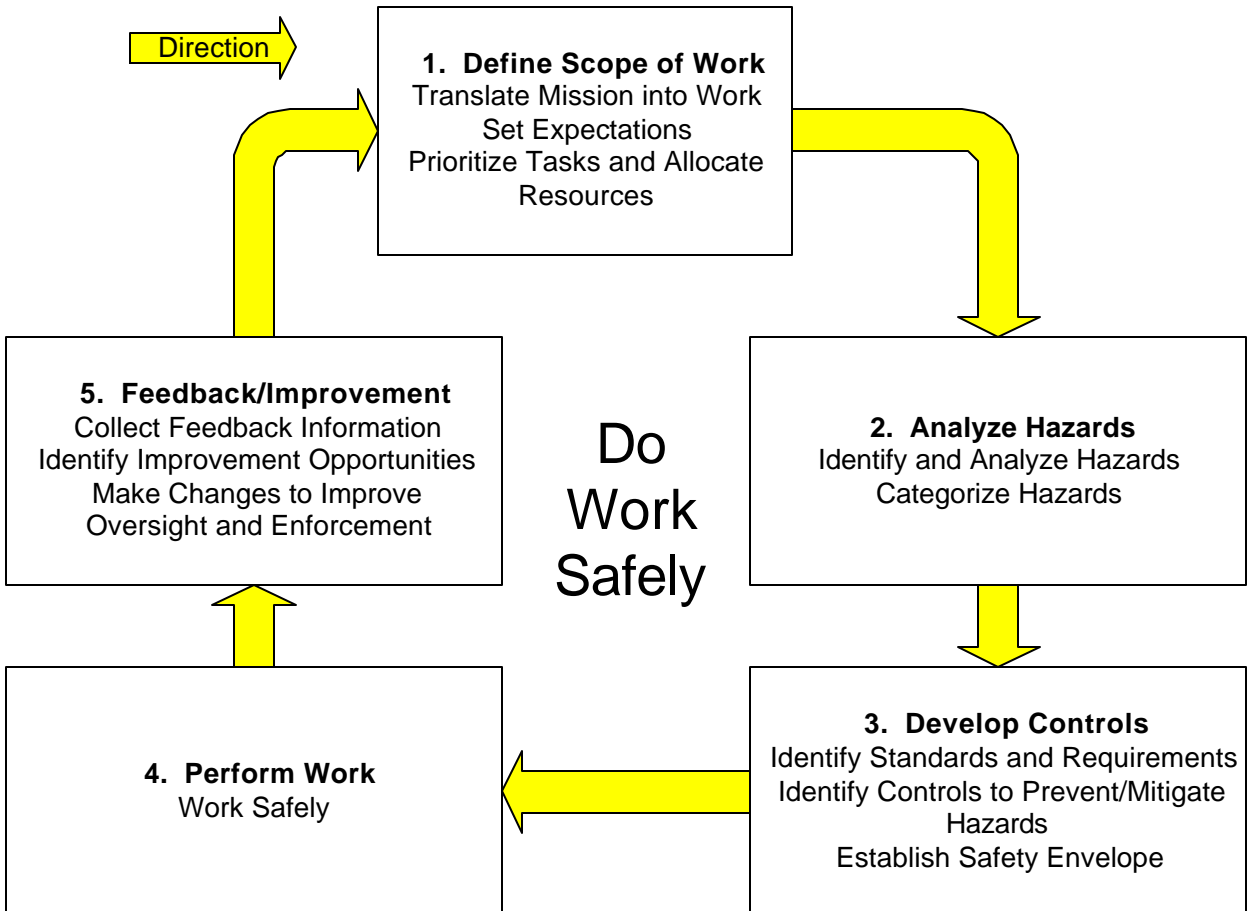 Direction
1. Define Scope of Work
Translate Mission into Work
Set Expectations
Prioritize Tasks and Allocate
Resources
2. Analyze Hazards
Identify and Analyze Hazards
Categorize Hazards
3. Develop Controls
Identify Standards and Requirements
Identify Controls to Prevent/Mitigate
Hazards
Establish Safety Envelope
4. Perform Work
Work Safely
5. Feedback/Improvement
Collect Feedback Information
Identify Improvement Opportunities
Make Changes to Improve
Oversight and Enforcement
Do
Work
Safely